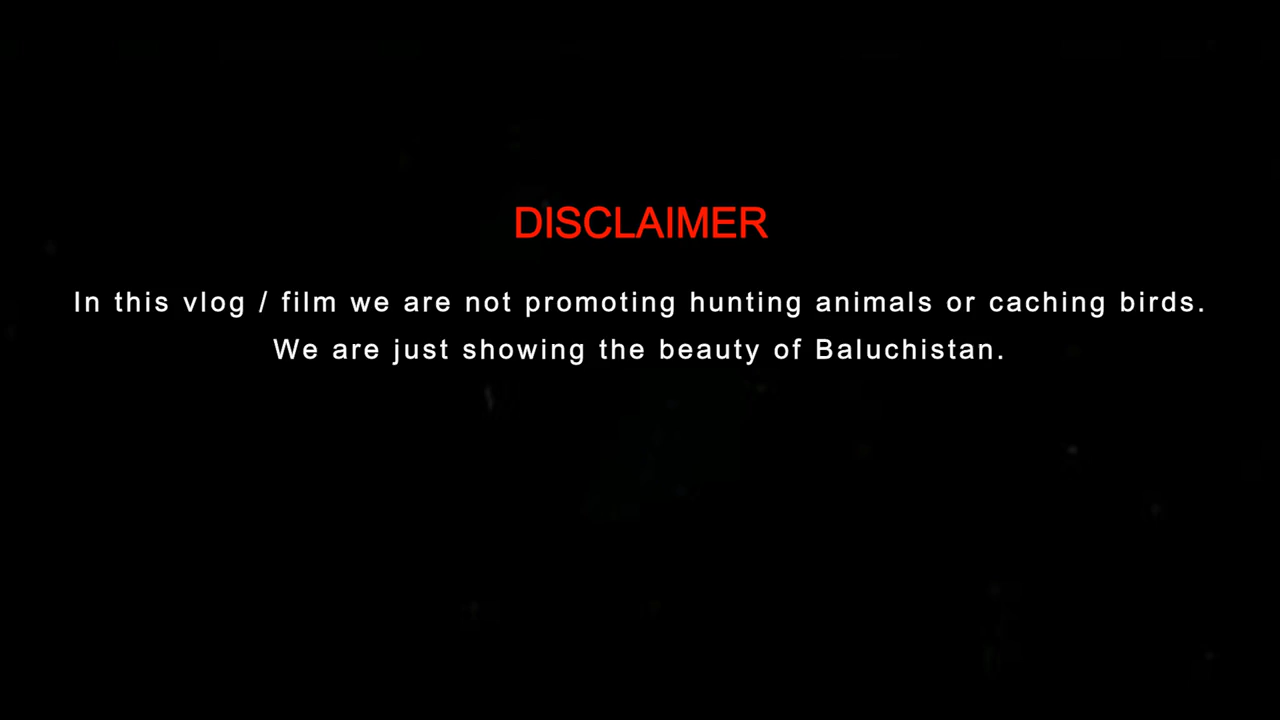 DISCLAIMER
In this vlog / film we are not promoting hunting animals or caching birds.
We are just showing the beauty of Baluchistan.